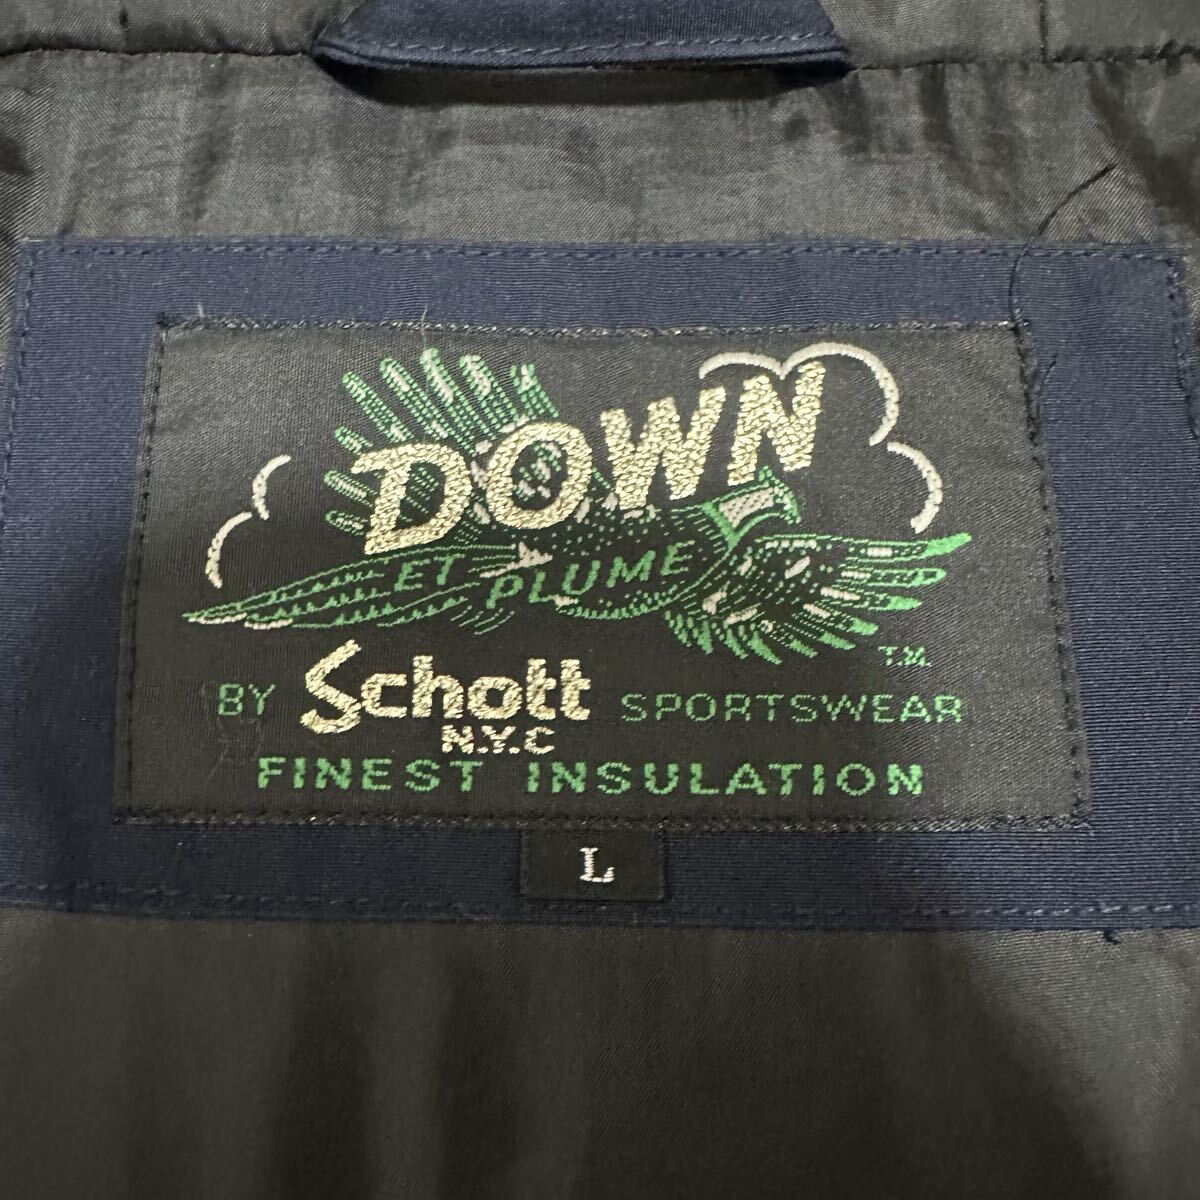 DOWN
ET PLUME
T.M.
BY Schott SPORTSWEAR
N.Y.C
FINEST INSULATION
L